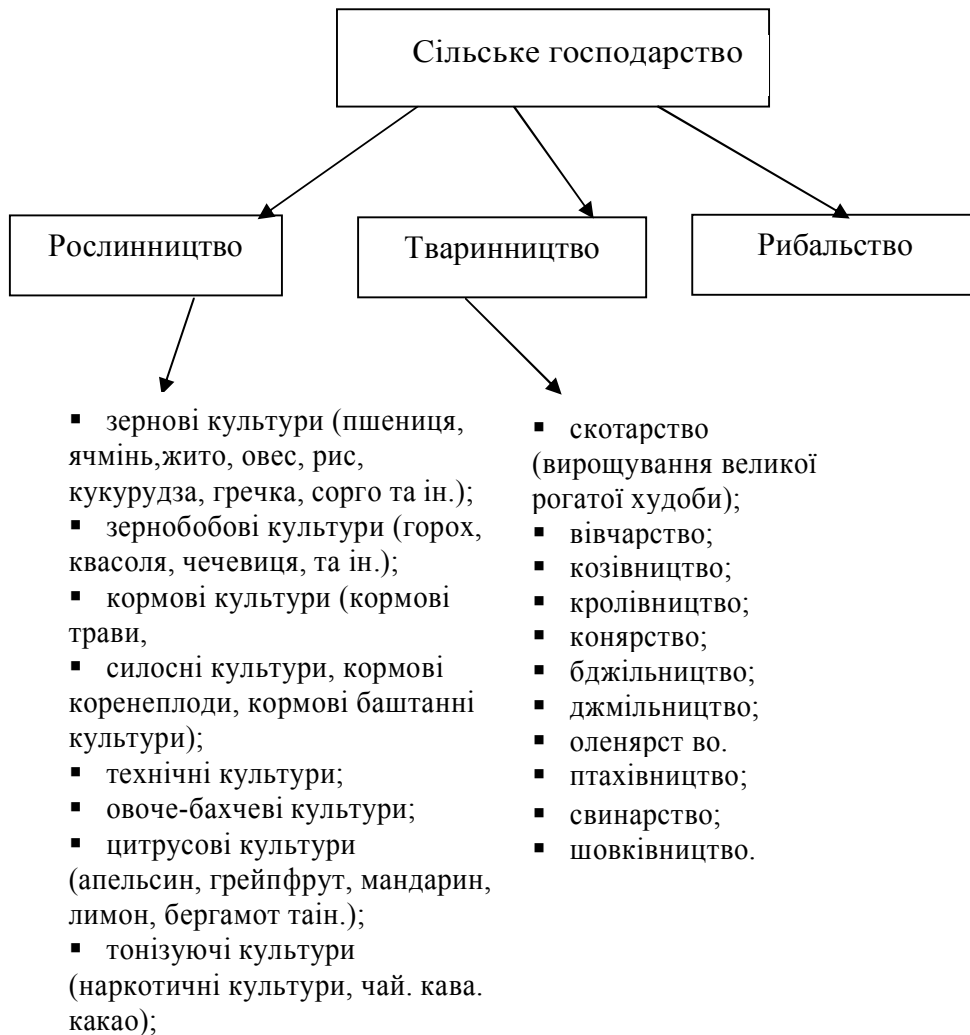 Сільське господарство
Рослинництво
Тваринництво
Рибальство
▪ зернові культури (пшениця,
ячмінь,жито, овес, рис,
кукурудза, гречка, сорго та ін.);
▪ зернобобові культури (горох,
квасоля, чечевиця, та ін.);
▪ кормові культури (кормові
трави,
▪ силосні культури, кормові
коренеплоди, кормові баштанні
культури);
▪ технічні культури;
▪ овоче-бахчеві культури;
▪ цитрусові культури
(апельсин, грейпфрут, мандарин,
лимон, бергамот таін.);
▪ тонізуючі культури
(наркотичні культури, чай. кава.
какао);
▪ скотарство
(вирощування великої
рогатої худоби);
▪ вівчарство;
▪ козівництво;
▪ кролівництво;
▪ конярство;
▪ бджільництво;
▪ джмільництво;
▪ оленярст во.
▪ птахівництво;
▪ свинарство;
▪ шовківництво.